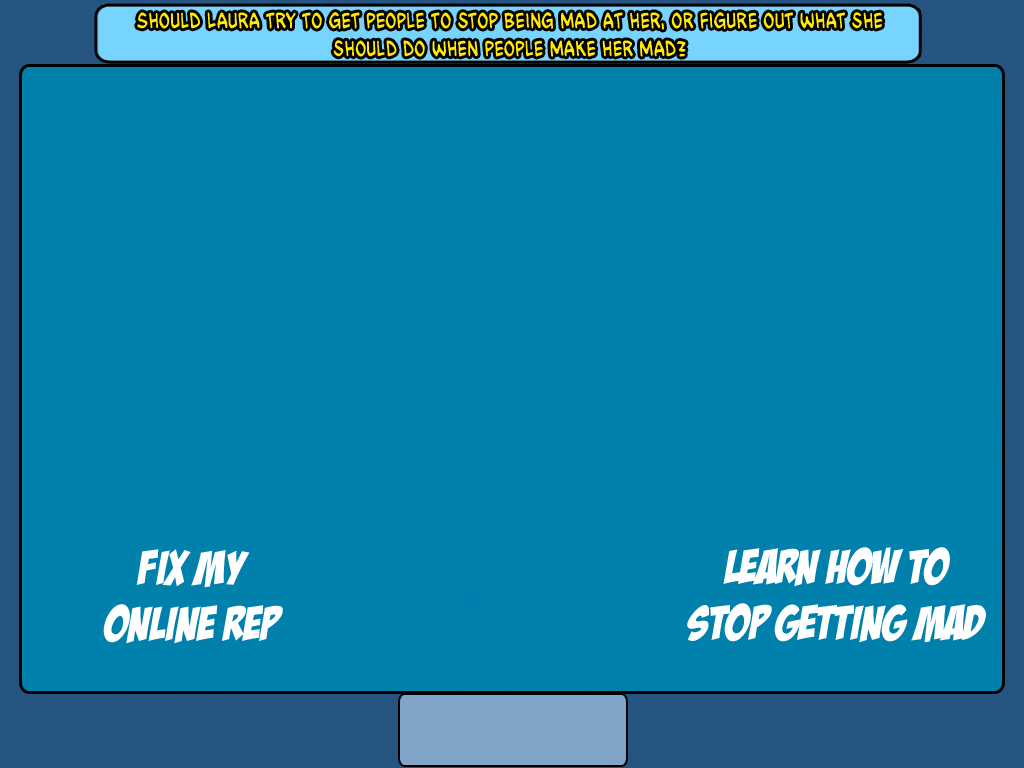 SHOULD LAURA TRY TO GET PEOPLE TO STOP BEING MAD AT HER, OR FIGURE OUT WHAT SHE
SHOULD DO WHEN PEOPLE MAKE HER MAD?
FIX MY
ONLINE REP
LEARN HOW TO
STOP GETTING MAD